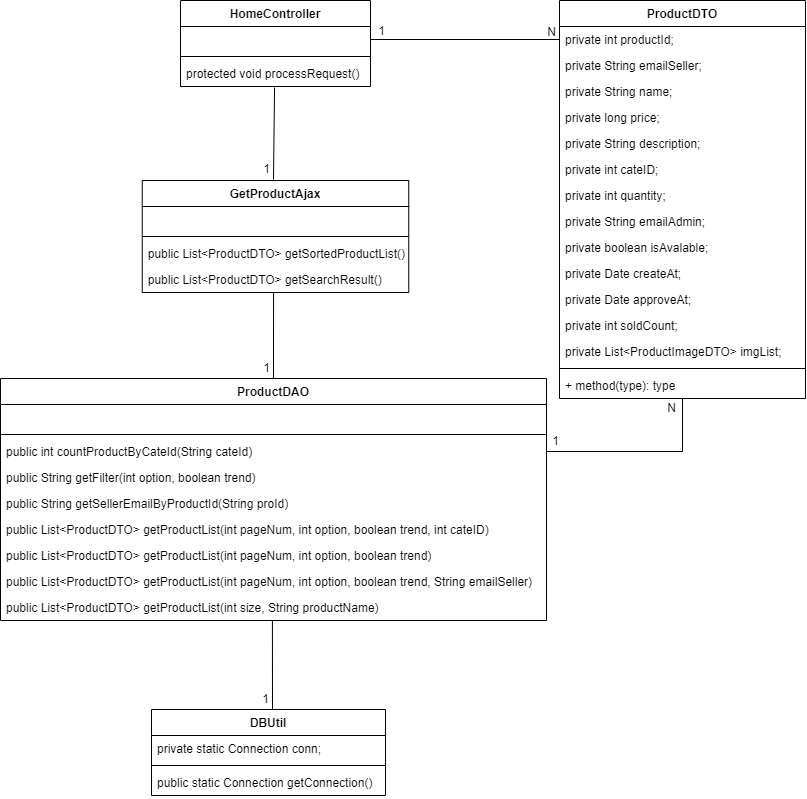 HomeController
protected void processRequest()
1
N
ProductDTO
private int productId;
private String emailSeller;
private String name;
private long price;
private String description;
private int cateID;
private int quantity;
private String emailAdmin;
private boolean isAvalable;
private Date createAt;
private Date approveAt;
private int soldCount;
private List<ProductImageDTO> imgList;
+ method(type): type
1
GetProductAjax
public List<ProductDTO> getSortedProductList()
public List<ProductDTO> getSearchResult()
1
N
1
ProductDAO
public int countProductByCateId(String cateId)
public String getFilter(int option, boolean trend)
public String getSellerEmailByProductId(String proId)
public List<ProductDTO> getProductList(int pageNum, int option, boolean trend, int cateID)
public List<ProductDTO> getProductList(int pageNum, int option, boolean trend)
public List<ProductDTO> getProductList(int pageNum, int option, boolean trend, String emailSeller)
public List<ProductDTO> getProductList(int size, String productName)
1
DBUtil
private static Connection conn;
public static Connection getConnection()